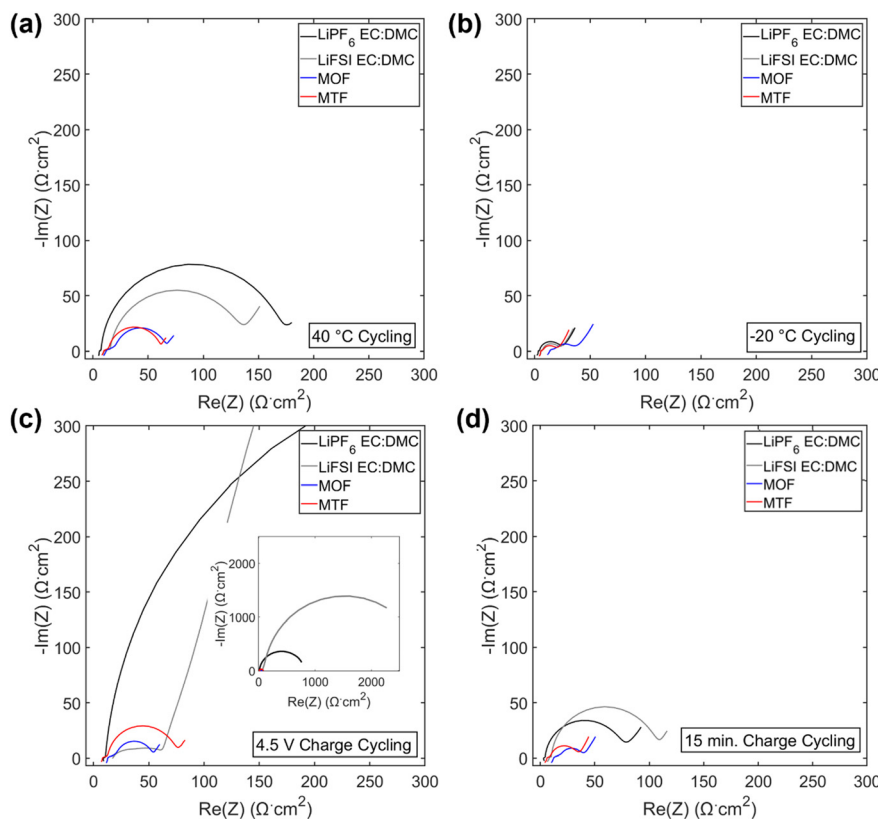 (a)
300
250
200
150
100
50
0
-Im(Z) (Ω·cm²)
LiPF₆ EC:DMC
LiFSI EC:DMC
MOF
MTF
40 °C Cycling
0 50 100 150 200 250 300
Re(Z) (Ω·cm²)
(b)
300
250
200
150
100
50
0
-Im(Z) (Ω·cm²)
LiPF₆ EC:DMC
LiFSI EC:DMC
MOF
MTF
-20 °C Cycling
0 50 100 150 200 250 300
Re(Z) (Ω·cm²)
(c)
300
250
200
150
100
50
0
-Im(Z) (Ω·cm²)
LiPF₆ EC:DMC
LiFSI EC:DMC
MOF
MTF
2000
1000
0
-Im(Z) (Ω·cm²)
0 1000 2000
Re(Z) (Ω·cm²)
4.5 V Charge Cycling
0 50 100 150 200 250 300
Re(Z) (Ω·cm²)
(d)
300
250
200
150
100
50
0
-Im(Z) (Ω·cm²)
LiPF₆ EC:DMC
LiFSI EC:DMC
MOF
MTF
15 min. Charge Cycling
0 50 100 150 200 250 300
Re(Z) (Ω·cm²)